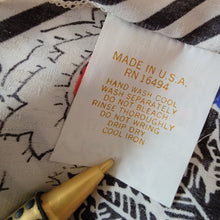 MADE IN U.S.A.
RN 16494
HAND WASH COOL
WASH SEPARATELY
DO NOT BLEACH
RINSE THOROUGHLY
DO NOT WRING
DRIP DRY
COOL IRON